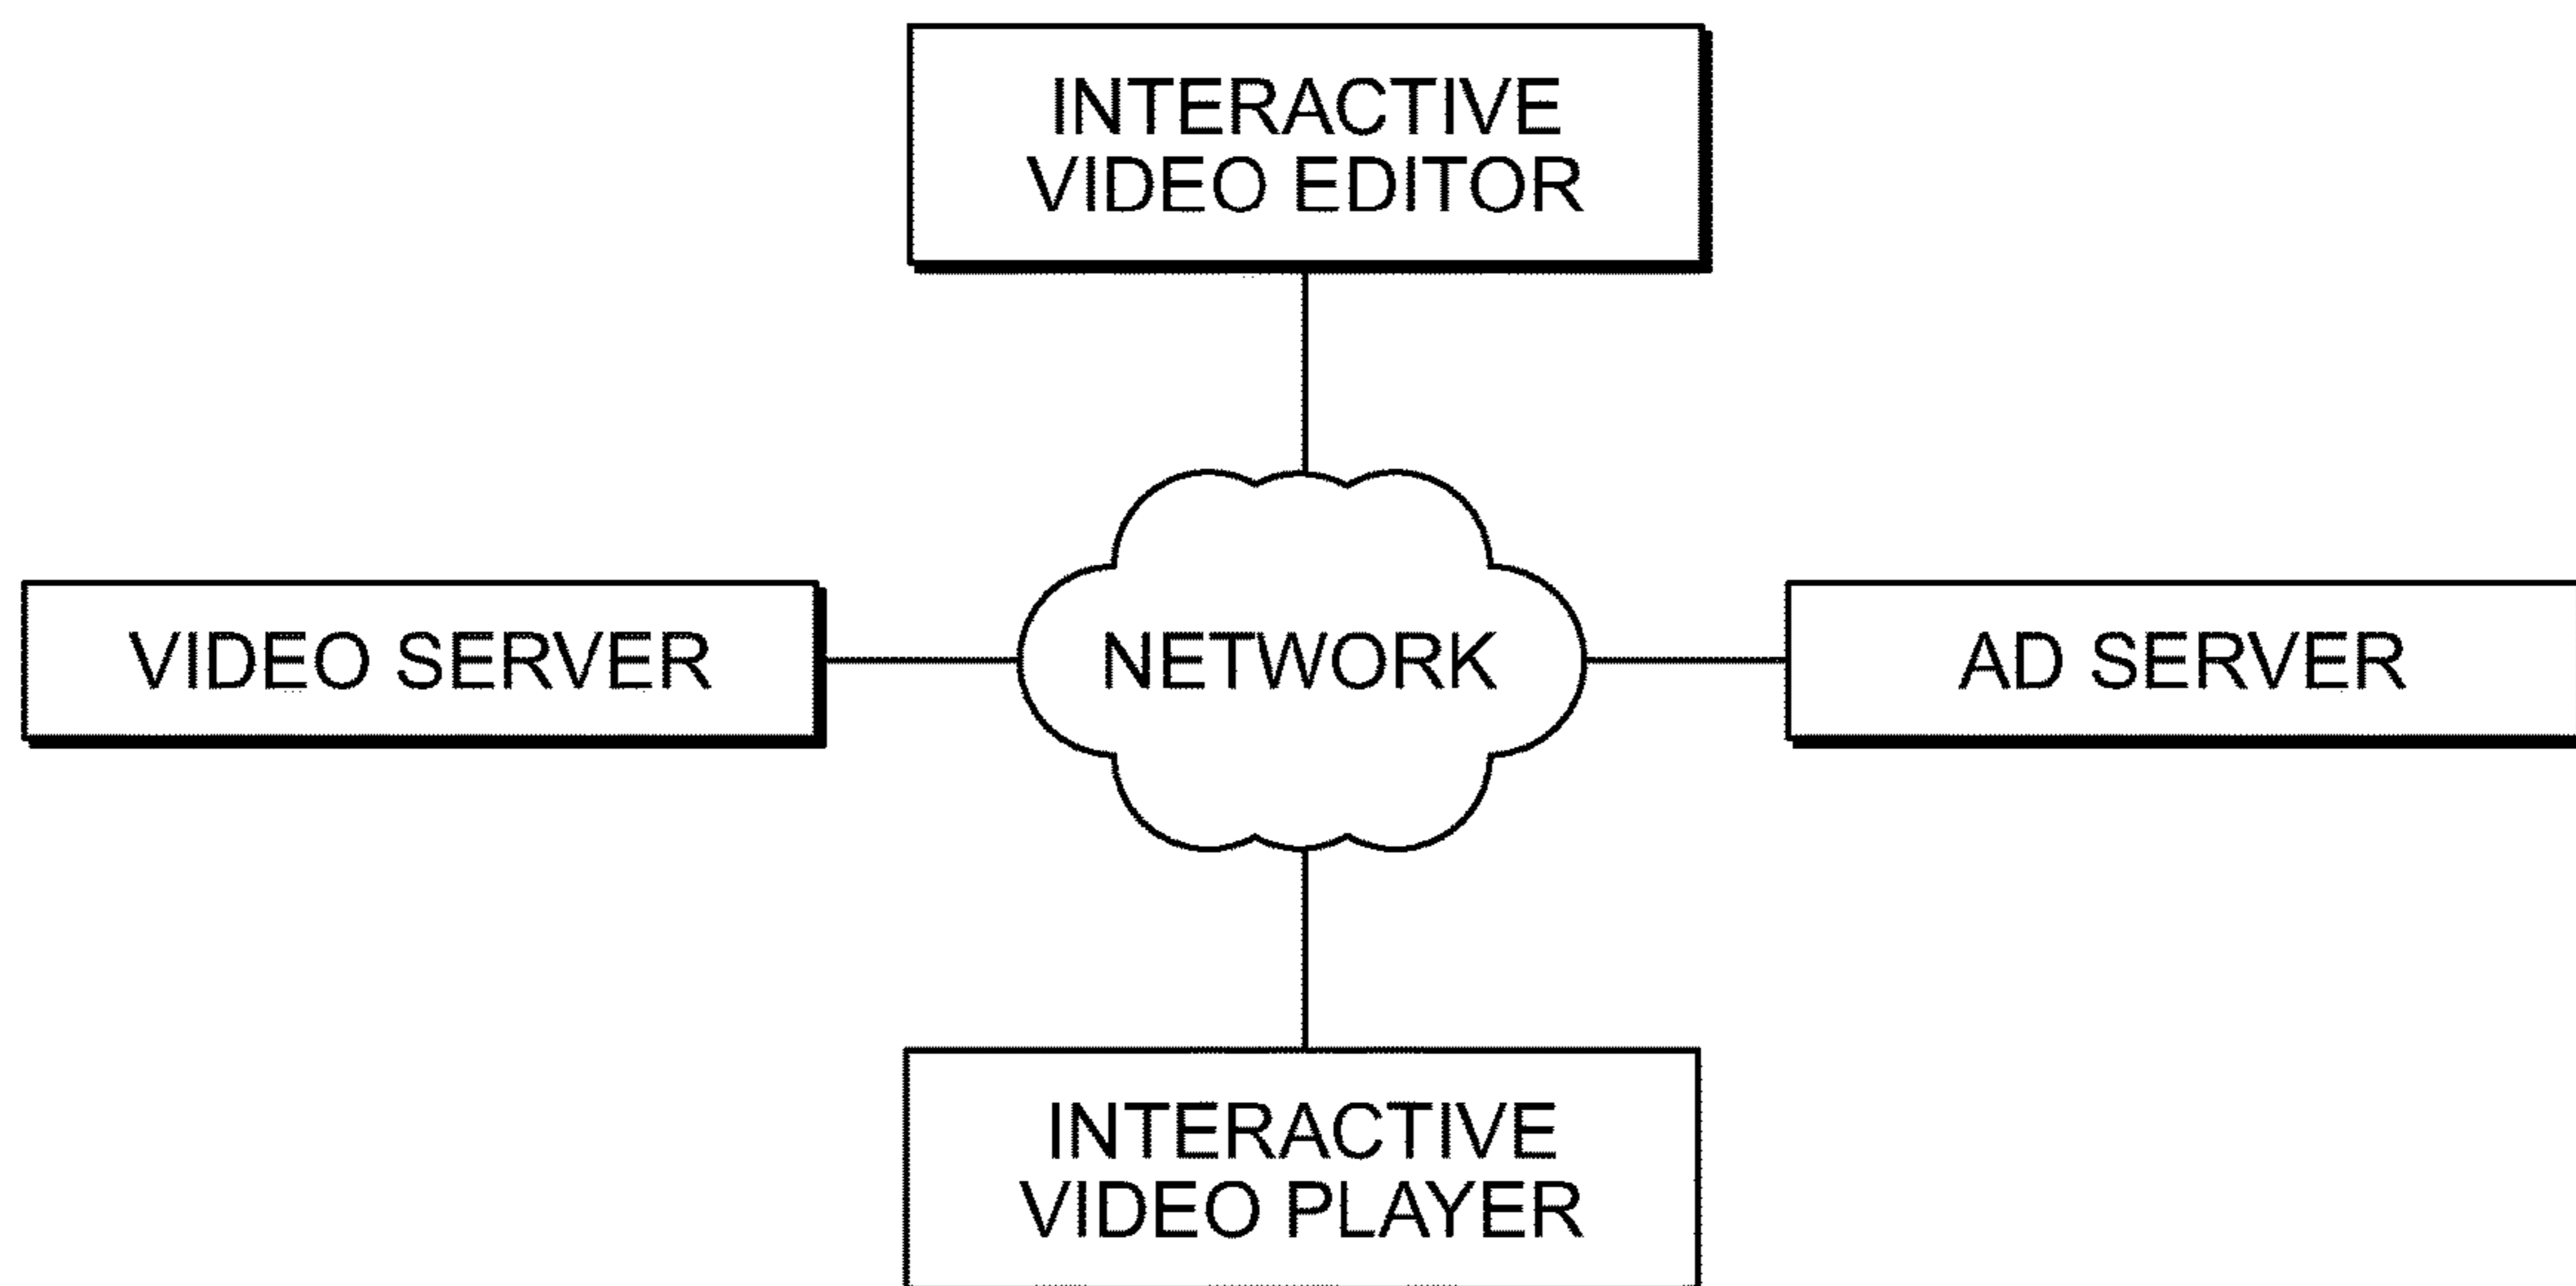 INTERACTIVE
VIDEO EDITOR
VIDEO SERVER
NETWORK
AD SERVER
INTERACTIVE
VIDEO PLAYER